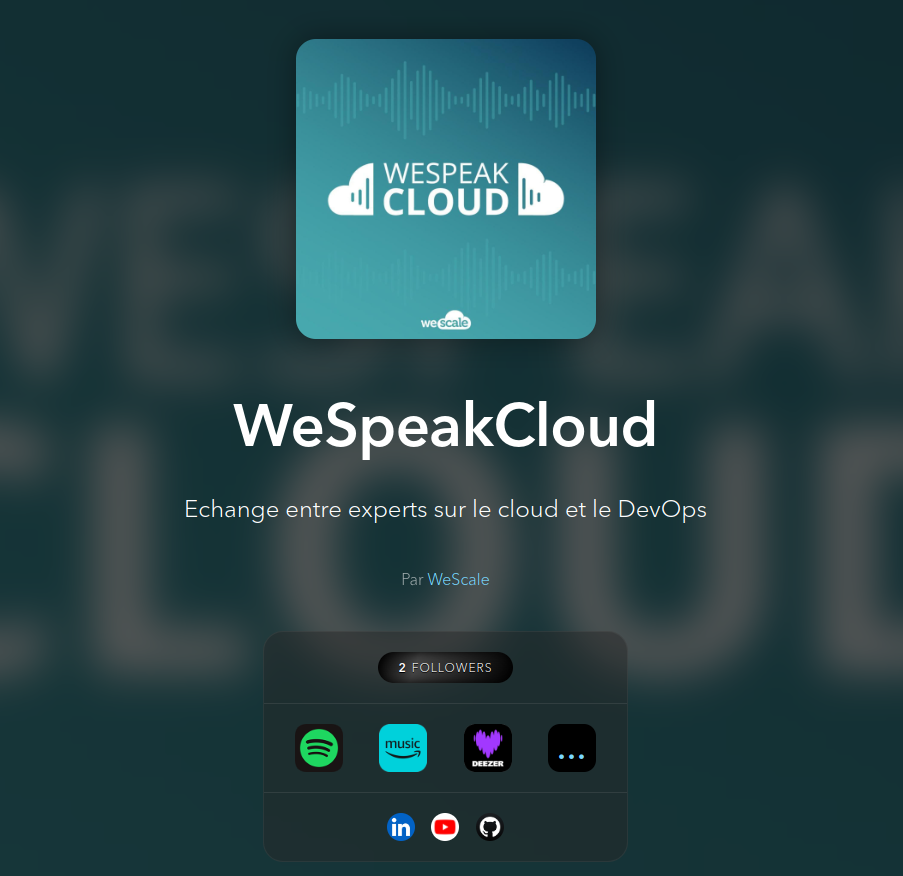 WESPEAK
CLOUD
wescale
WeSpeakCloud
Echange entre experts sur le cloud et le DevOps
Par WeScale
2 FOLLOWERS
music
DEEZER
...
in